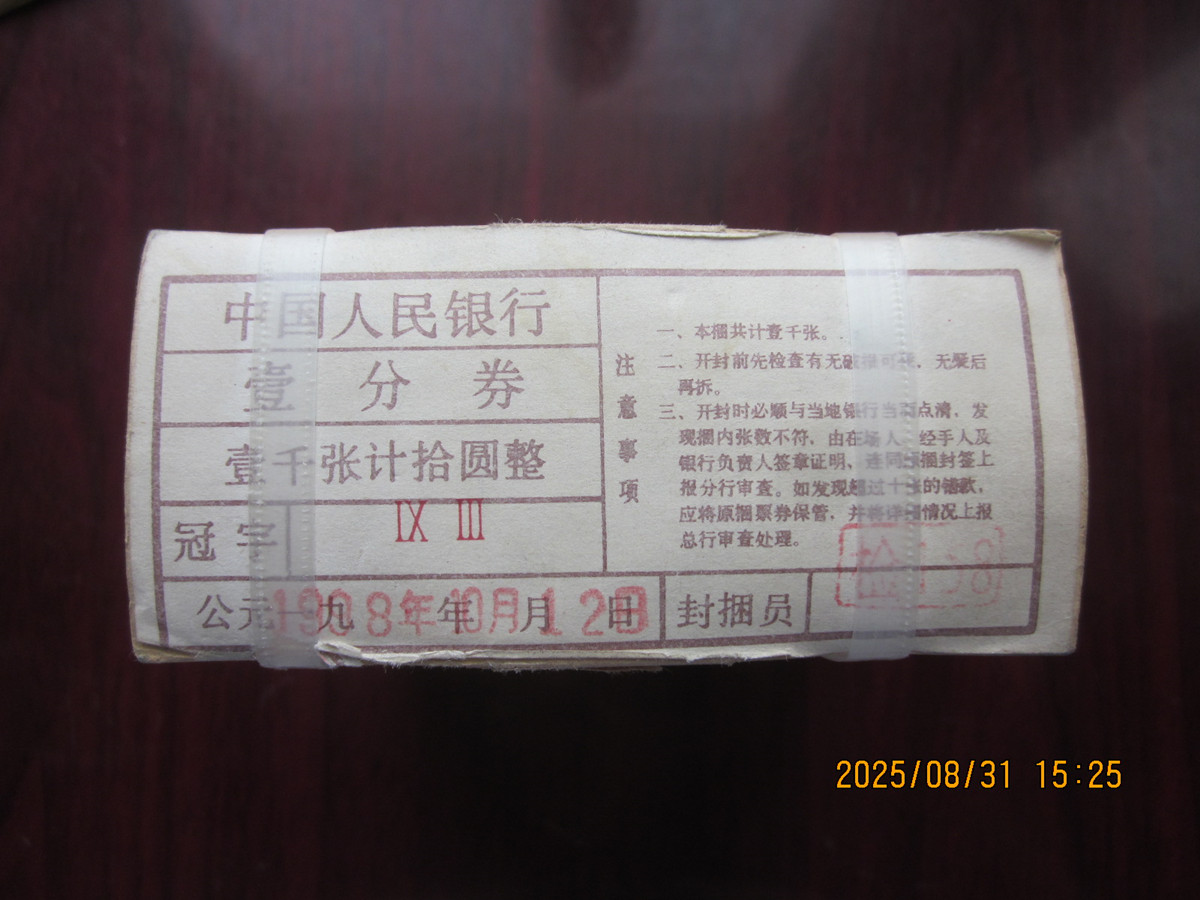 中国人民银行
壹分券
壹千张计拾圆整
冠字 IX III
公元一九 年 月 日
封捆员
注意事项
一、本捆共计壹千张。
二、开封前先检查有无破损可疑，无疑后
再拆。
三、开封时必须与当地银行当面点清，发
现捆内张数不符，由在场人、经手人及
银行负责人签章证明、连同原捆封签上
报分行审查。如发现超过十张的错款，
应将原捆票券保管，并将详细情况上报
总行审查处理。
年10月12日
检 38
2025/08/31 15:25